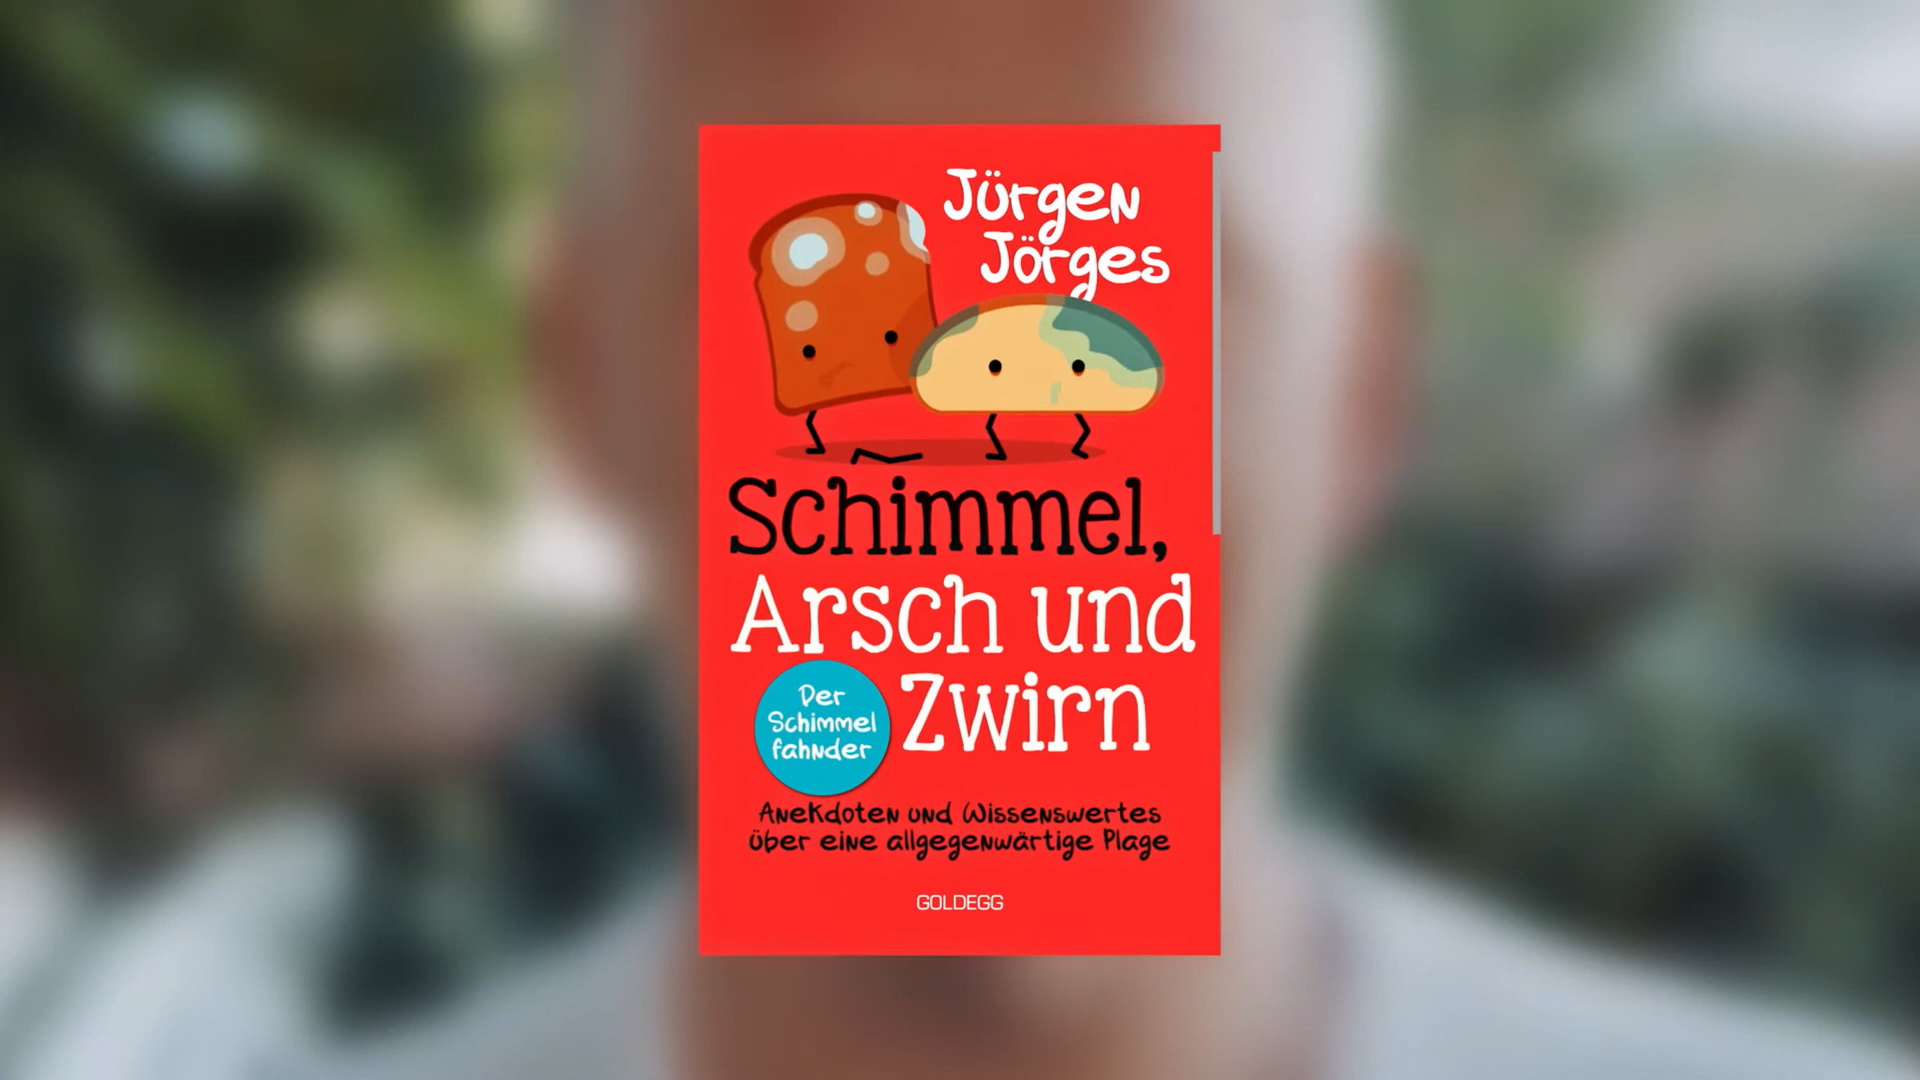 Jürgen
Jörges
Schimmel,
Arsch und
Zwirn
Der
Schimmel
fahnder
Anekdoten und Wissenswertes
über eine allgegenwärtige Plage
GOLDEGG